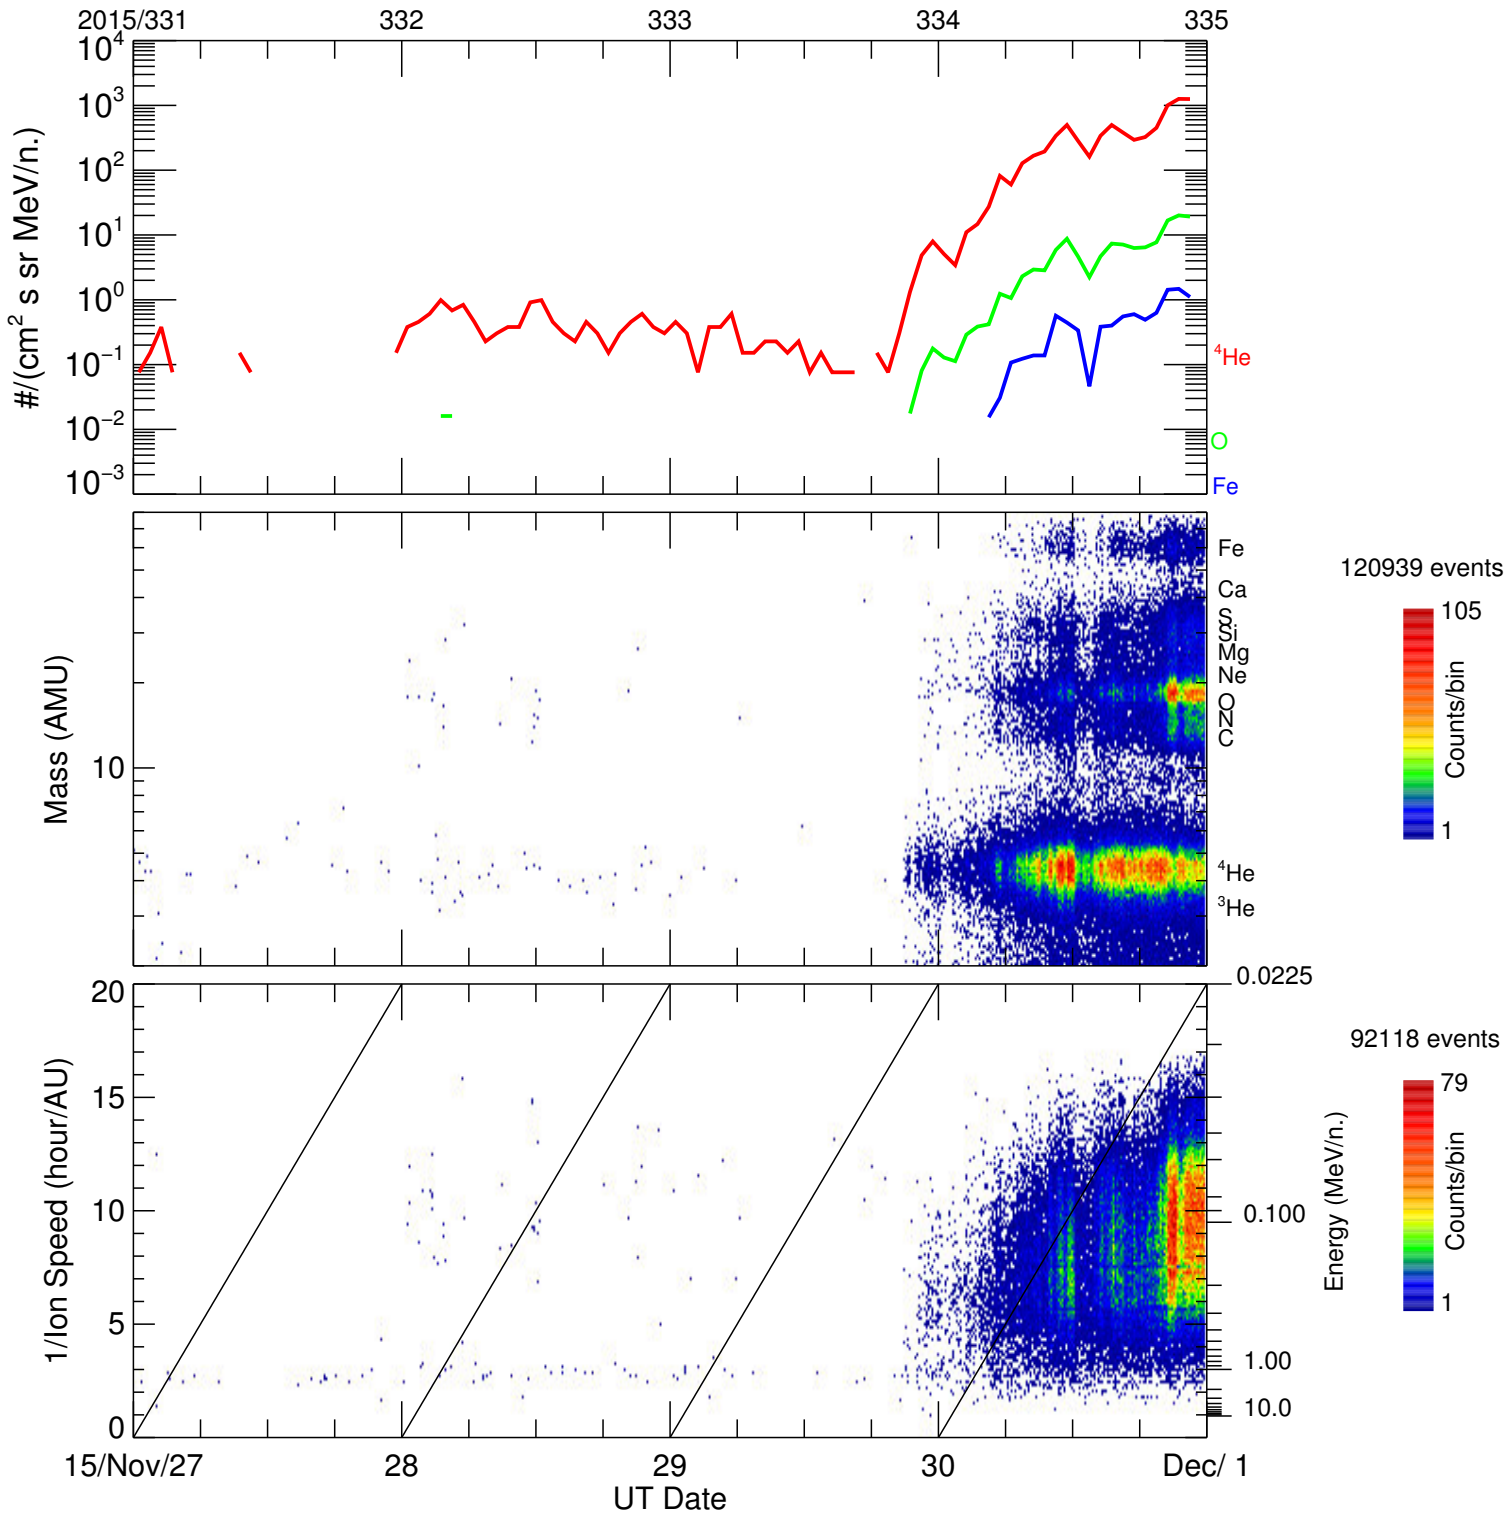 2015/331 332 333 334 335
10^4
10^3
10^2
10^1
10^0
10^−1
10^−2
10^−3
#/(cm^2 s sr MeV/n.)
^4He
O
Fe
Mass (AMU)
10
Fe
Ca
S
Si
Mg
Ne
O
N
C
^4He
^3He
120939 events
105
Counts/bin
1
1/Ion Speed (hour/AU)
20
15
10
5
0
0.0225
0.100
1.00
10.0
Energy (MeV/n.)
92118 events
79
Counts/bin
1
15/Nov/27 28 29 30 Dec/ 1
UT Date